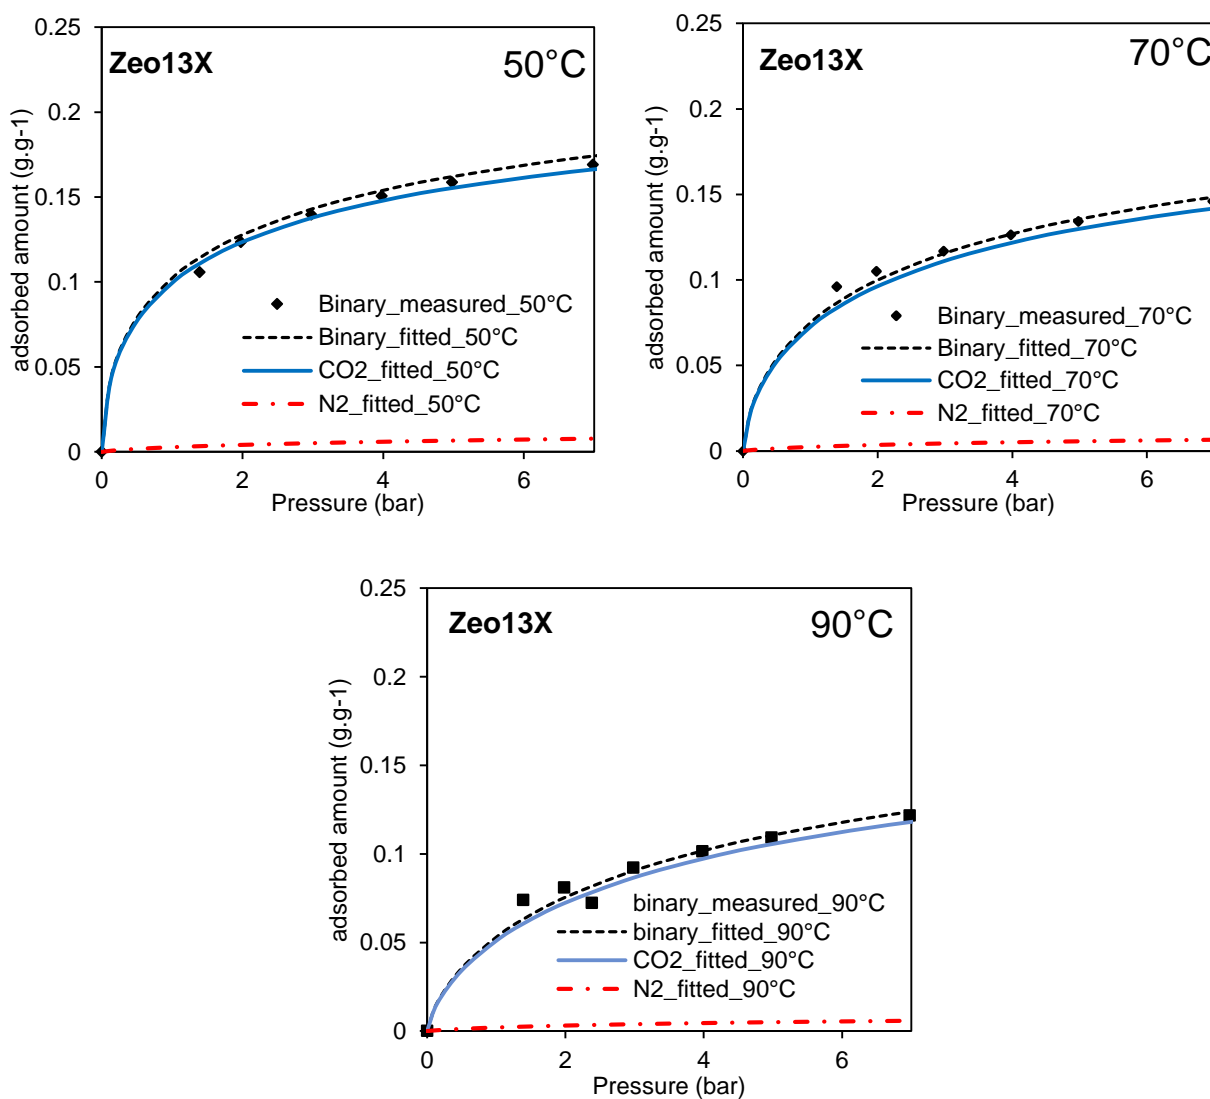 Zeo13X
50°C
adsorbed amount (g.g-1)
0.25
0.2
0.15
0.1
0.05
0
Binary_measured_50°C
Binary_fitted_50°C
CO2_fitted_50°C
N2_fitted_50°C
0 2 4 6
Pressure (bar)
Zeo13X
70°C
adsorbed amount (g.g-1)
0.25
0.2
0.15
0.1
0.05
0
Binary_measured_70°C
Binary_fitted_70°C
CO2_fitted_70°C
N2_fitted_70°C
0 2 4 6
Pressure (bar)
Zeo13X
90°C
adsorbed amount (g.g-1)
0.25
0.2
0.15
0.1
0.05
0
binary_measured_90°C
binary_fitted_90°C
CO2_fitted_90°C
N2_fitted_90°C
0 2 4 6
Pressure (bar)